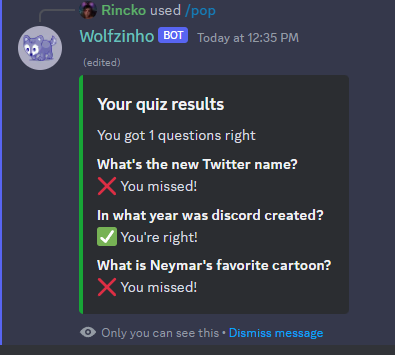 Rincko used /pop
Wolfzinho BOT Today at 12:35 PM
(edited)
Your quiz results
You got 1 questions right
What's the new Twitter name?
❌ You missed!
In what year was discord created?
✅ You're right!
What is Neymar's favorite cartoon?
❌ You missed!
Only you can see this • Dismiss message